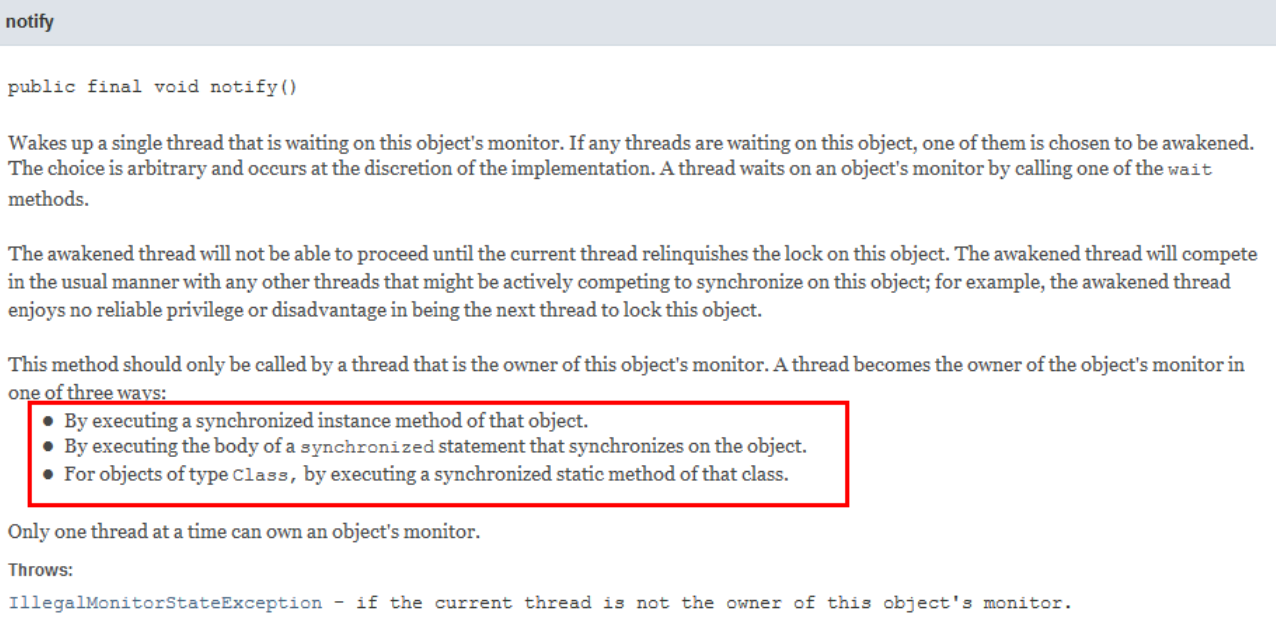 notify
public final void notify()
Wakes up a single thread that is waiting on this object's monitor. If any threads are waiting on this object, one of them is chosen to be awakened.
The choice is arbitrary and occurs at the discretion of the implementation. A thread waits on an object's monitor by calling one of the wait
methods.
The awakened thread will not be able to proceed until the current thread relinquishes the lock on this object. The awakened thread will compete
in the usual manner with any other threads that might be actively competing to synchronize on this object; for example, the awakened thread
enjoys no reliable privilege or disadvantage in being the next thread to lock this object.
This method should only be called by a thread that is the owner of this object's monitor. A thread becomes the owner of the object's monitor in
one of three ways:
● By executing a synchronized instance method of that object.
● By executing the body of a synchronized statement that synchronizes on the object.
● For objects of type Class, by executing a synchronized static method of that class.
Only one thread at a time can own an object's monitor.
Throws:
IllegalMonitorStateException - if the current thread is not the owner of this object's monitor.